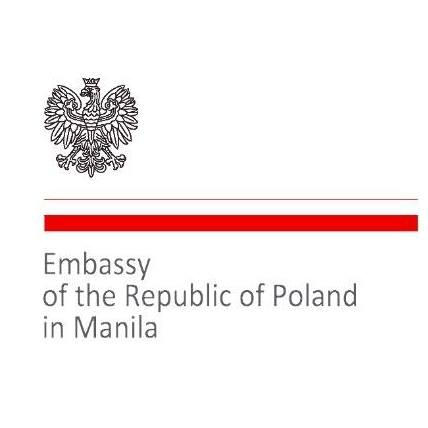 Embassy
of the Republic of Poland
in Manila